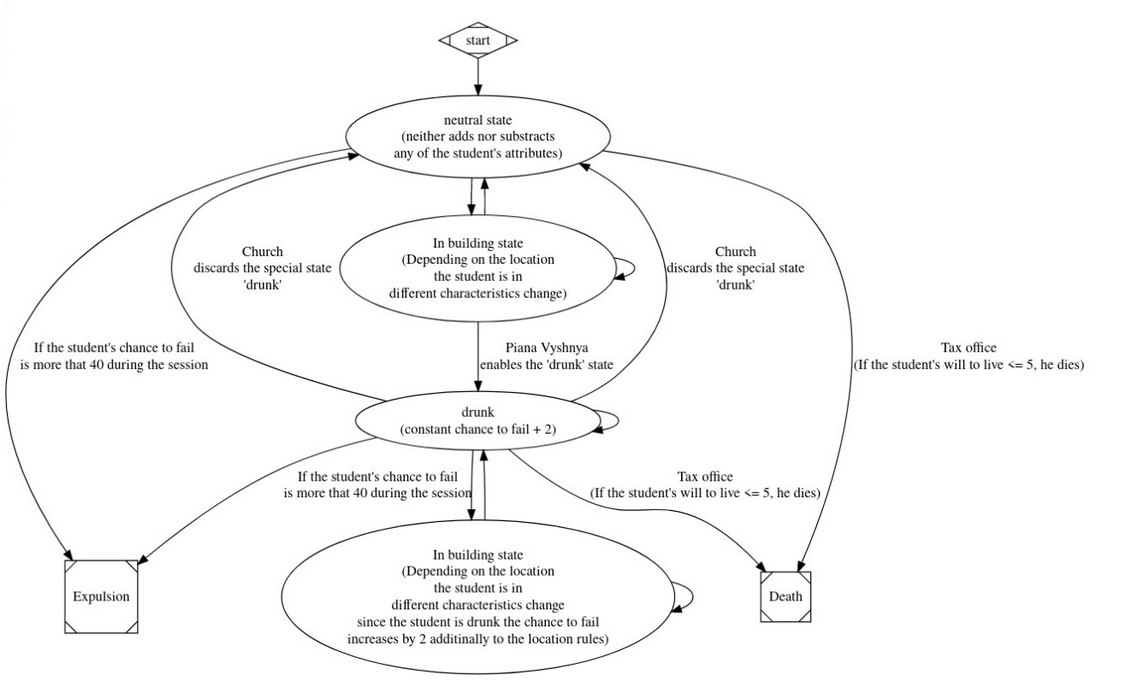 start
neutral state
(neither adds nor substracts
any of the student's attributes)
Church
discards the special state
'drunk'
In building state
(Depending on the location
the student is in
different characteristics change)
Church
discards the special state
'drunk'
If the student's chance to fail
is more that 40 during the session
Piana Vyshnya
enables the 'drunk' state
Tax office
(If the student's will to live <= 5, he dies)
drunk
(constant chance to fail + 2)
If the student's chance to fail
is more that 40 during the session
Tax office
(If the student's will to live <= 5, he dies)
Expulsion
In building state
(Depending on the location
the student is in
different characteristics change
since the student is drunk the chance to fail
increases by 2 additinally to the location rules)
Death